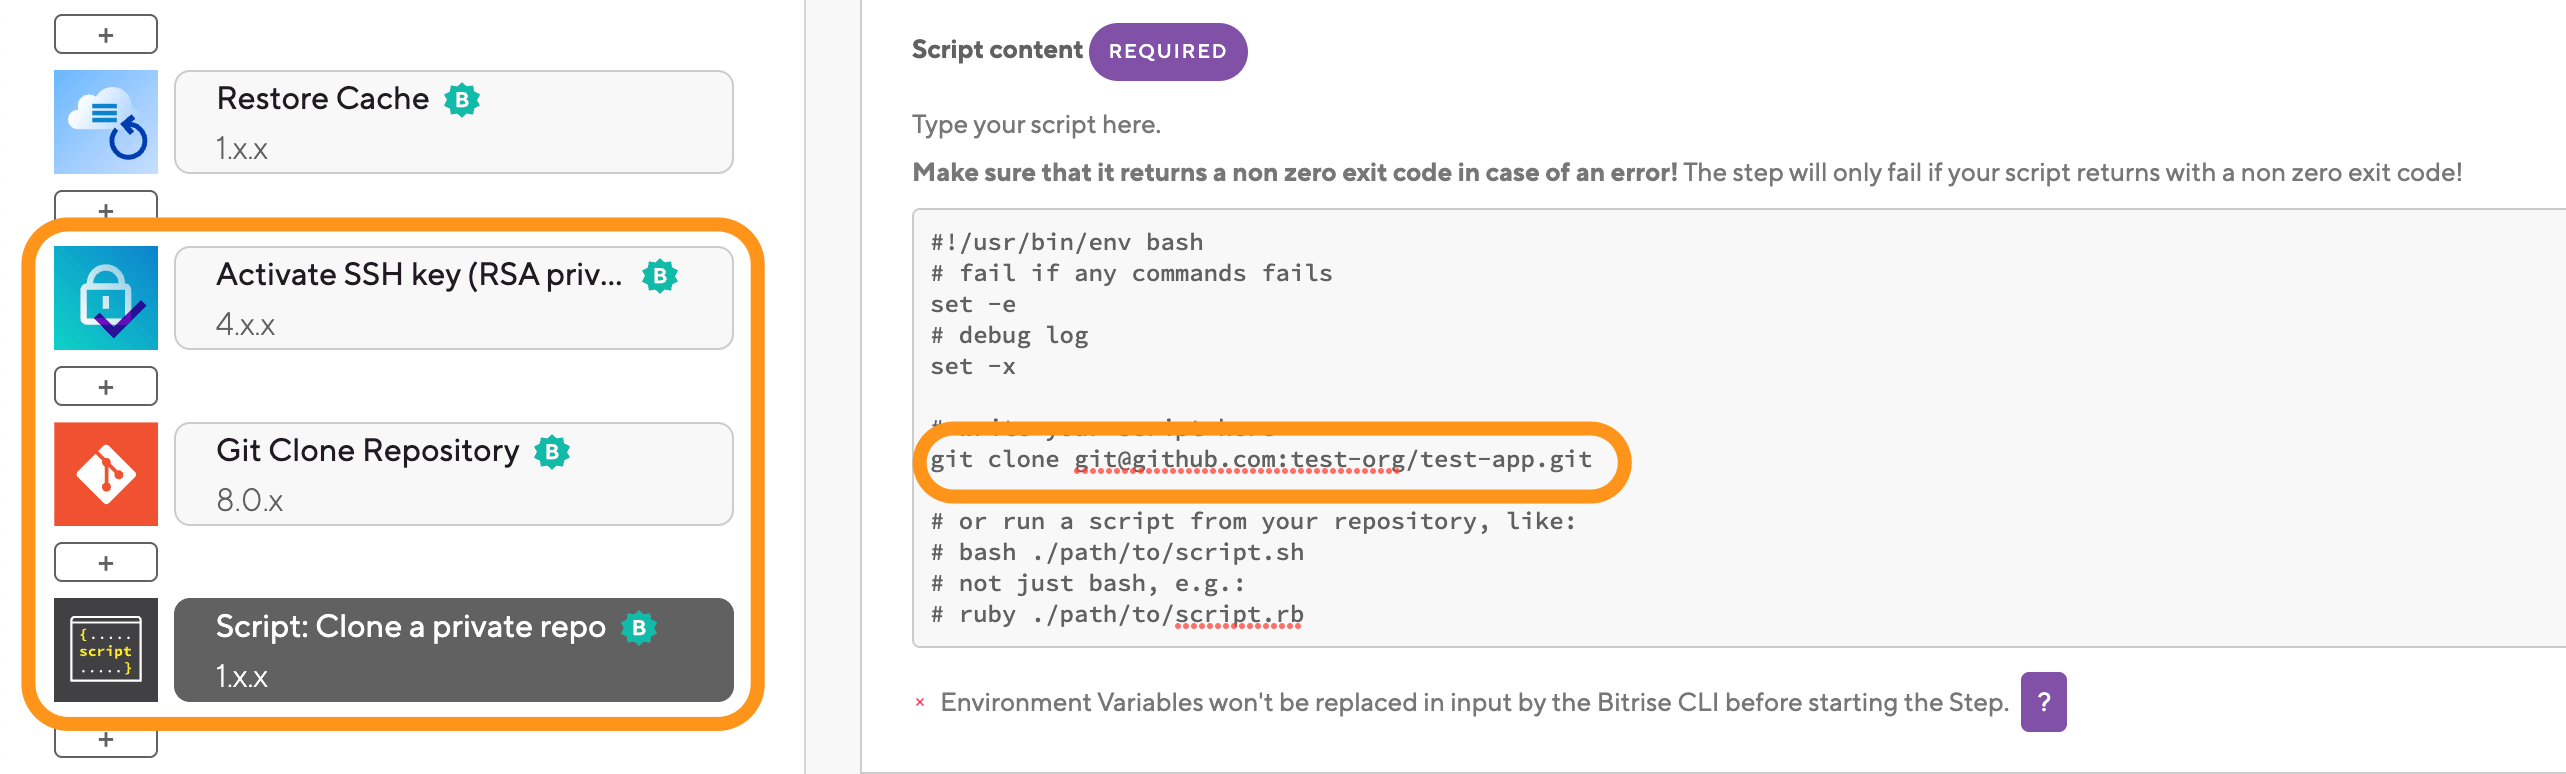 +
Restore Cache B
1.x.x
+
Activate SSH key (RSA priv... B
4.x.x
+
Git Clone Repository B
8.0.x
+
{.....
script
.....}
Script: Clone a private repo B
1.x.x
+
Script content REQUIRED
Type your script here.
Make sure that it returns a non zero exit code in case of an error! The step will only fail if your script returns with a non zero exit code!
#!/usr/bin/env bash
# fail if any commands fails
set -e
# debug log
set -x
# write your script here
git clone git@github.com:test-org/test-app.git
# or run a script from your repository, like:
# bash ./path/to/script.sh
# not just bash, e.g.:
# ruby ./path/to/script.rb
× Environment Variables won't be replaced in input by the Bitrise CLI before starting the Step. ?